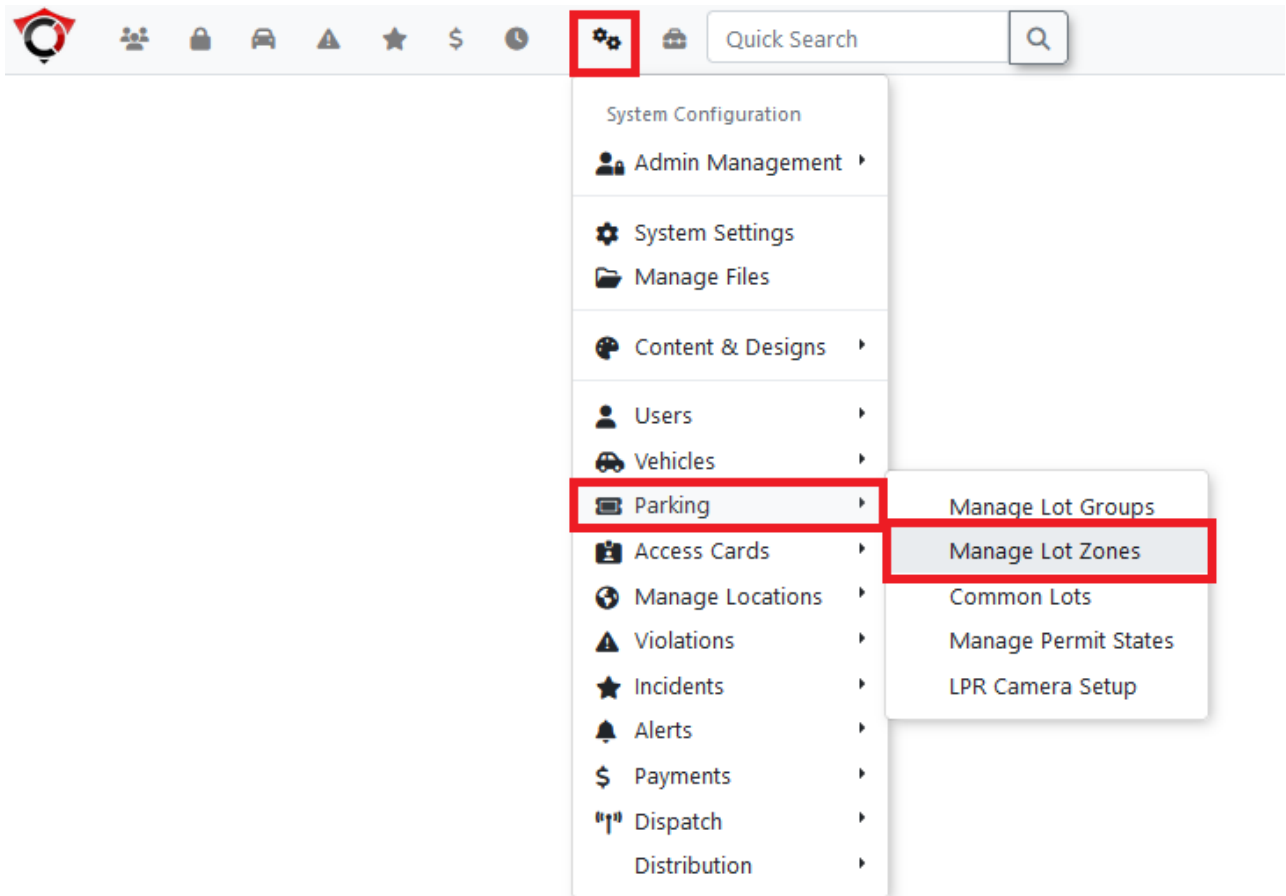 Quick Search
System Configuration
Admin Management
System Settings
Manage Files
Content & Designs
Users
Vehicles
Parking
Access Cards
Manage Locations
Violations
Incidents
Alerts
Payments
Dispatch
Distribution
Manage Lot Groups
Manage Lot Zones
Common Lots
Manage Permit States
LPR Camera Setup